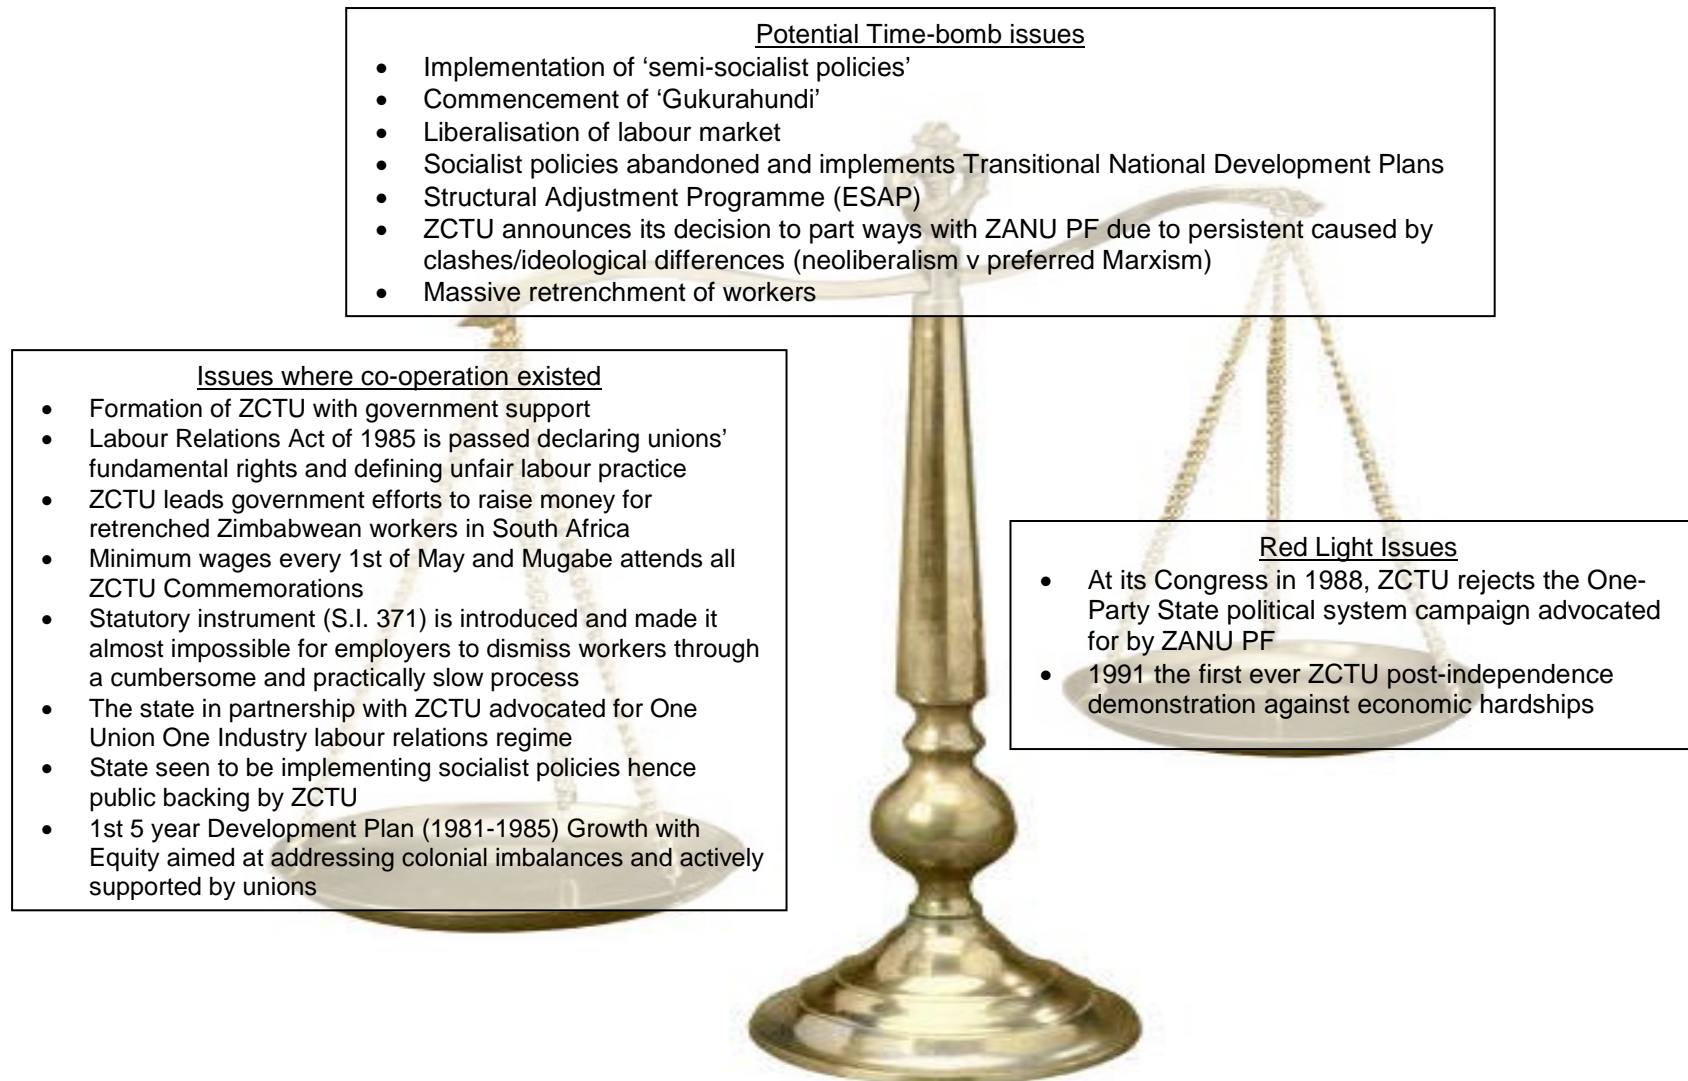 Potential Time-bomb issues
• Implementation of ‘semi-socialist policies’
• Commencement of ‘Gukurahundi’
• Liberalisation of labour market
• Socialist policies abandoned and implements Transitional National Development Plans
• Structural Adjustment Programme (ESAP)
• ZCTU announces its decision to part ways with ZANU PF due to persistent caused by
clashes/ideological differences (neoliberalism v preferred Marxism)
• Massive retrenchment of workers
Issues where co-operation existed
• Formation of ZCTU with government support
• Labour Relations Act of 1985 is passed declaring unions’
fundamental rights and defining unfair labour practice
• ZCTU leads government efforts to raise money for
retrenched Zimbabwean workers in South Africa
• Minimum wages every 1st of May and Mugabe attends all
ZCTU Commemorations
• Statutory instrument (S.I. 371) is introduced and made it
almost impossible for employers to dismiss workers through
a cumbersome and practically slow process
• The state in partnership with ZCTU advocated for One
Union One Industry labour relations regime
• State seen to be implementing socialist policies hence
public backing by ZCTU
• 1st 5 year Development Plan (1981-1985) Growth with
Equity aimed at addressing colonial imbalances and actively
supported by unions
Red Light Issues
• At its Congress in 1988, ZCTU rejects the One-
Party State political system campaign advocated
for by ZANU PF
• 1991 the first ever ZCTU post-independence
demonstration against economic hardships